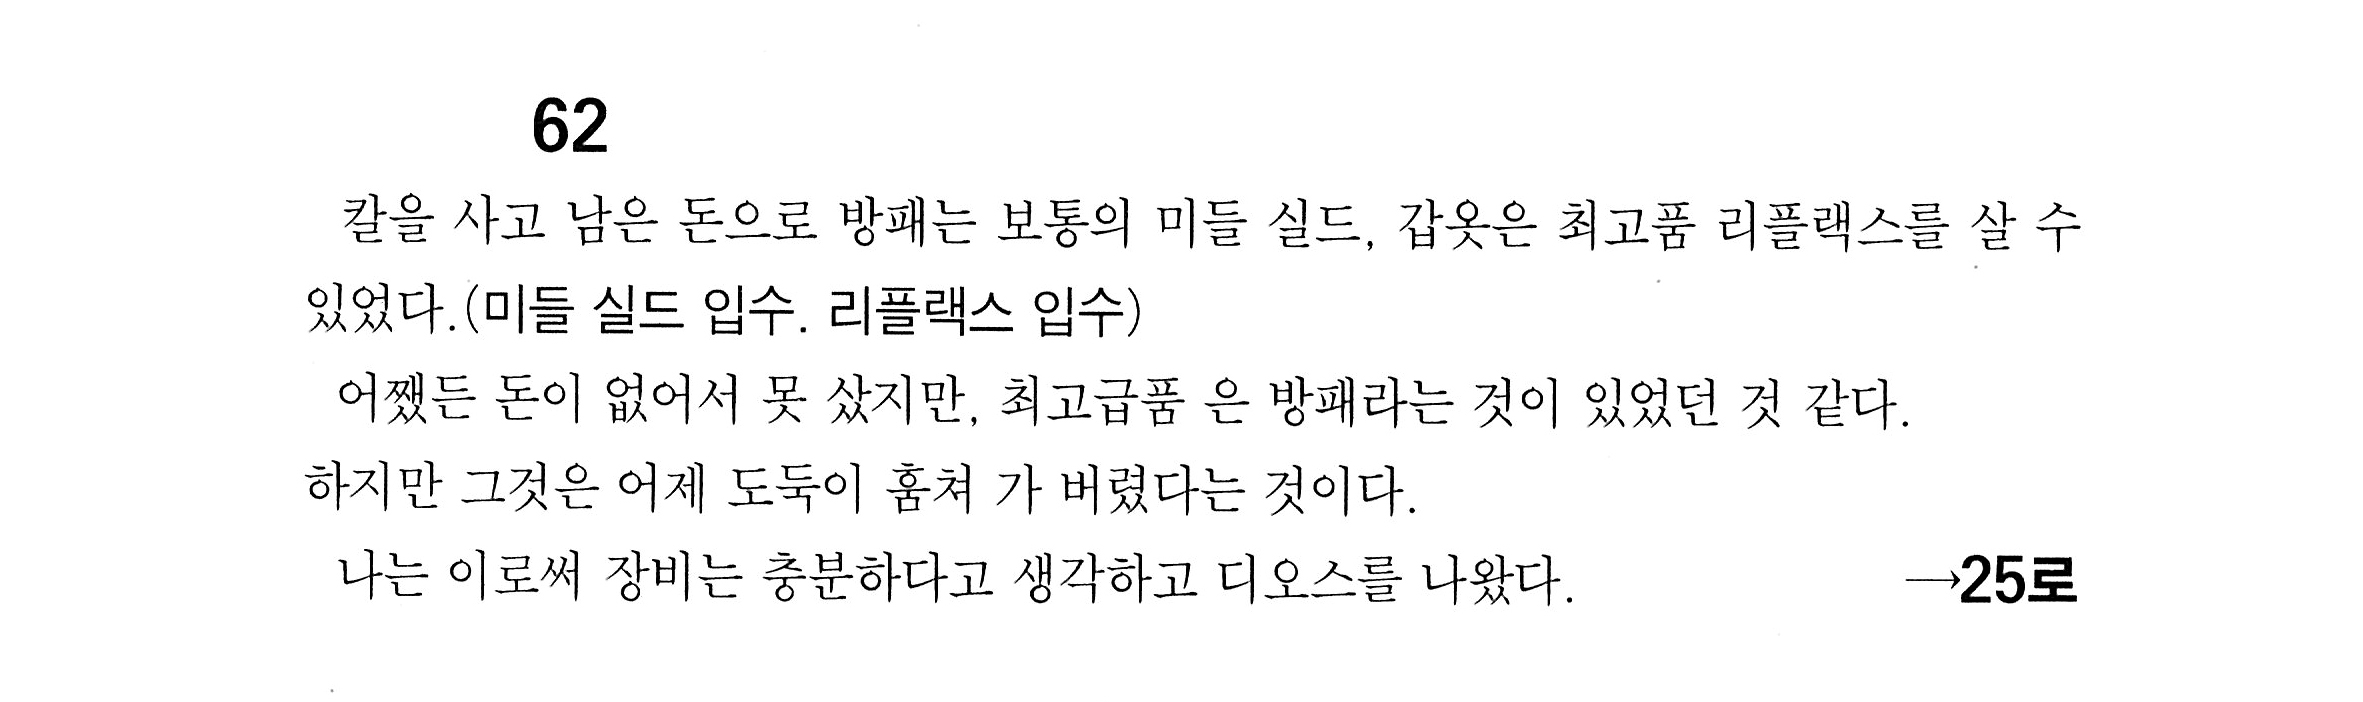 62
칼을 사고 남은 돈으로 방패는 보통의 미들 실드, 갑옷은 최고품 리플랙스를 살 수
있었다.(미들 실드 입수. 리플랙스 입수)
어쨌든 돈이 없어서 못 샀지만, 최고급품 은 방패라는 것이 있었던 것 같다.
하지만 그것은 어제 도둑이 훔쳐 가 버렸다는 것이다.
나는 이로써 장비는 충분하다고 생각하고 디오스를 나왔다. →25로